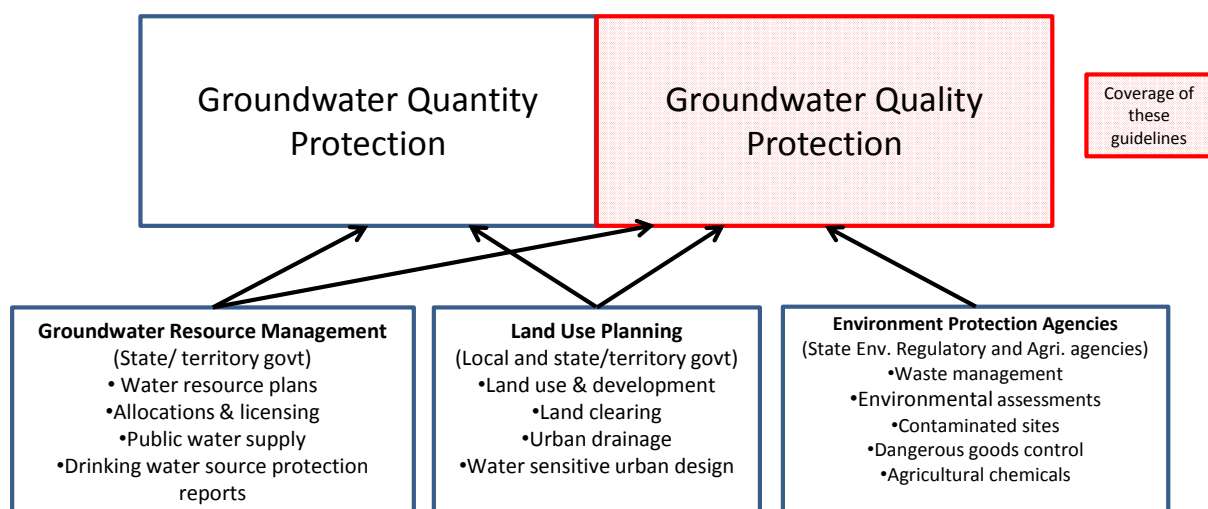 Groundwater Quantity
Protection
Groundwater Quality
Protection
Coverage of
these
guidelines
Groundwater Resource Management
(State/ territory govt)
• Water resource plans
•Allocations & licensing
•Public water supply
•Drinking water source protection
reports
Land Use Planning
(Local and state/territory govt)
•Land use & development
•Land clearing
•Urban drainage
•Water sensitive urban design
Environment Protection Agencies
(State Env. Regulatory and Agri. agencies)
•Waste management
•Environmental assessments
•Contaminated sites
•Dangerous goods control
•Agricultural chemicals